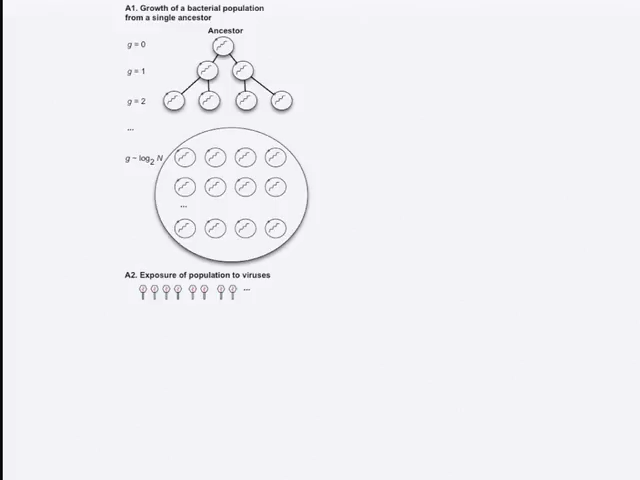 A1. Growth of a bacterial population
from a single ancestor
Ancestor
g = 0
g = 1
g = 2
...
g ~ log2 N
...
A2. Exposure of population to viruses
...